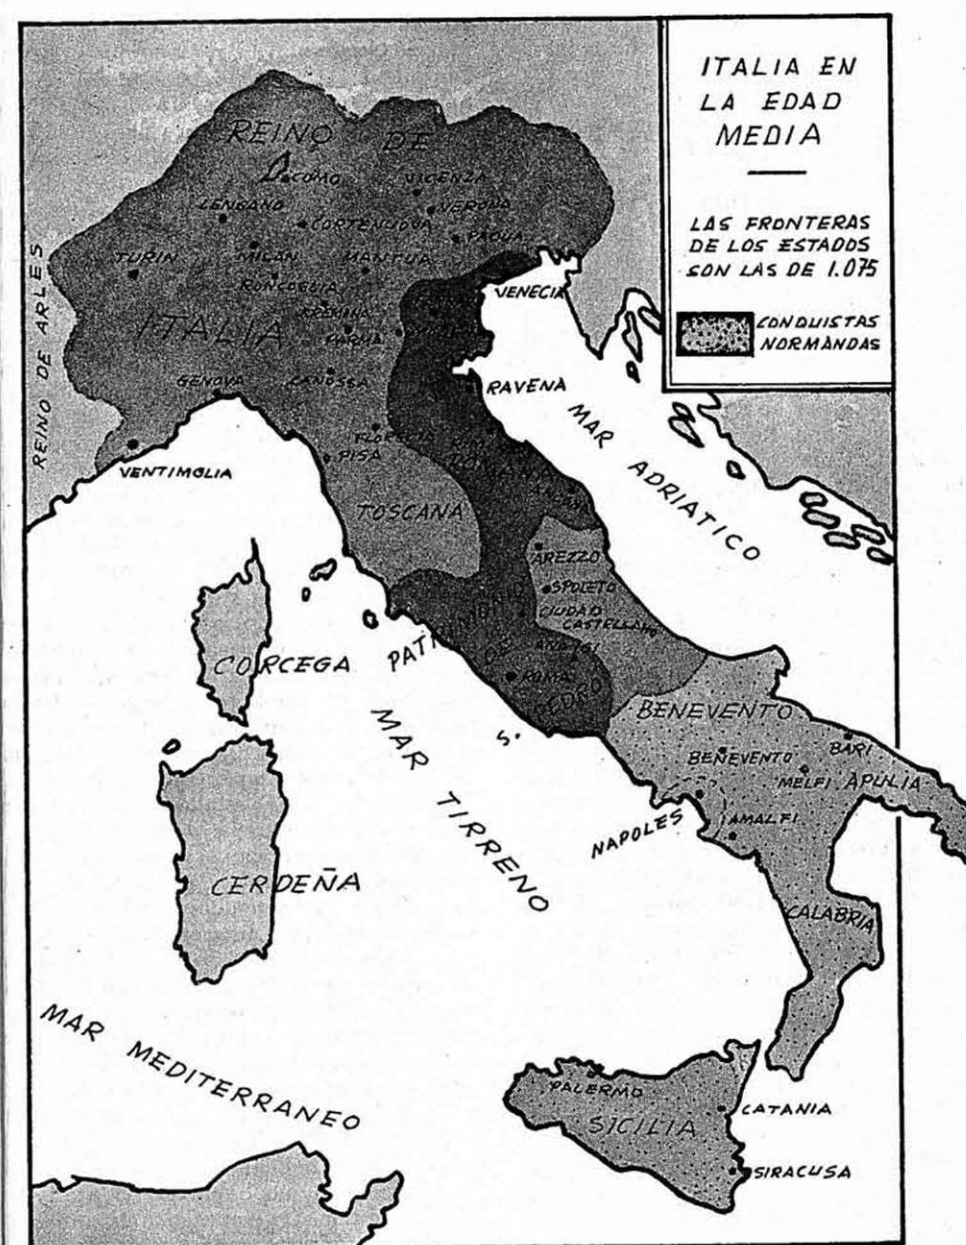 ITALIA EN
LA EDAD
MEDIA
LAS FRONTERAS
DE LOS ESTADOS
SON LAS DE 1.075
CONQUISTAS
NORMANDAS
REINO DE
ITALIA
COMO
VICENZA
LENGANO
VERONA
CORTENUOVA
PADUA
TURIN
MILAN
MANTUA
RONCAGLIA
VENECIA
PARMA
GENOVA
CANOSSA
RAVENA
REINO DE ARLES
VENTIMGLIA
PISA
TOSCANA
ANCONA
MAR ADRIATICO
AREZZO
SPOLETO
CIUDAD
CASTELLANO
ROMA
DE
S. PEDRO
CORCEGA
MAR
TIRRENO
BENEVENTO
BENEVENTO
BARI
MELFI
APULIA
NAPOLES
AMALFI
CERDEÑA
CALABRIA
MAR MEDITERRANEO
PALERMO
SICILIA
CATANIA
SIRACUSA